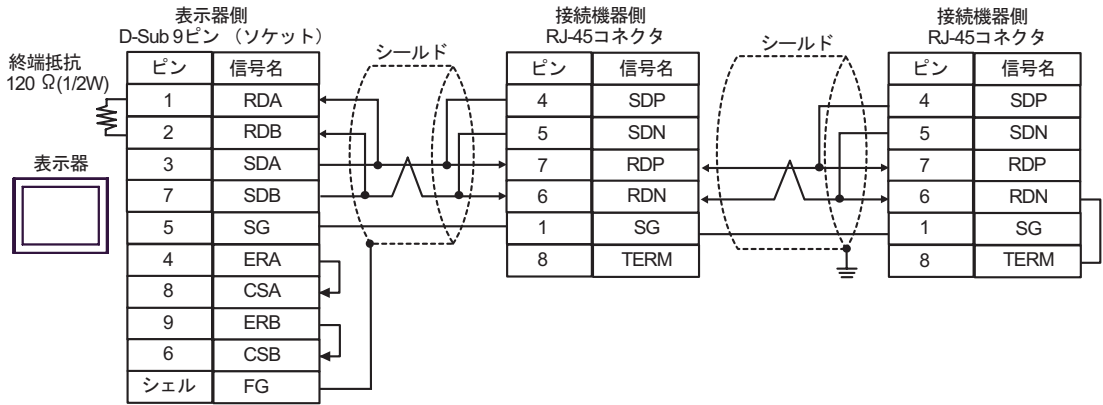 表示器側
D-Sub 9ピン （ソケット）
終端抵抗
120 Ω(1/2W)
表示器
ピン 信号名
1 RDA
2 RDB
3 SDA
7 SDB
5 SG
4 ERA
8 CSA
9 ERB
6 CSB
シェル FG
シールド
接続機器側
RJ-45コネクタ
ピン 信号名
4 SDP
5 SDN
7 RDP
6 RDN
1 SG
8 TERM
シールド
接続機器側
RJ-45コネクタ
ピン 信号名
4 SDP
5 SDN
7 RDP
6 RDN
1 SG
8 TERM